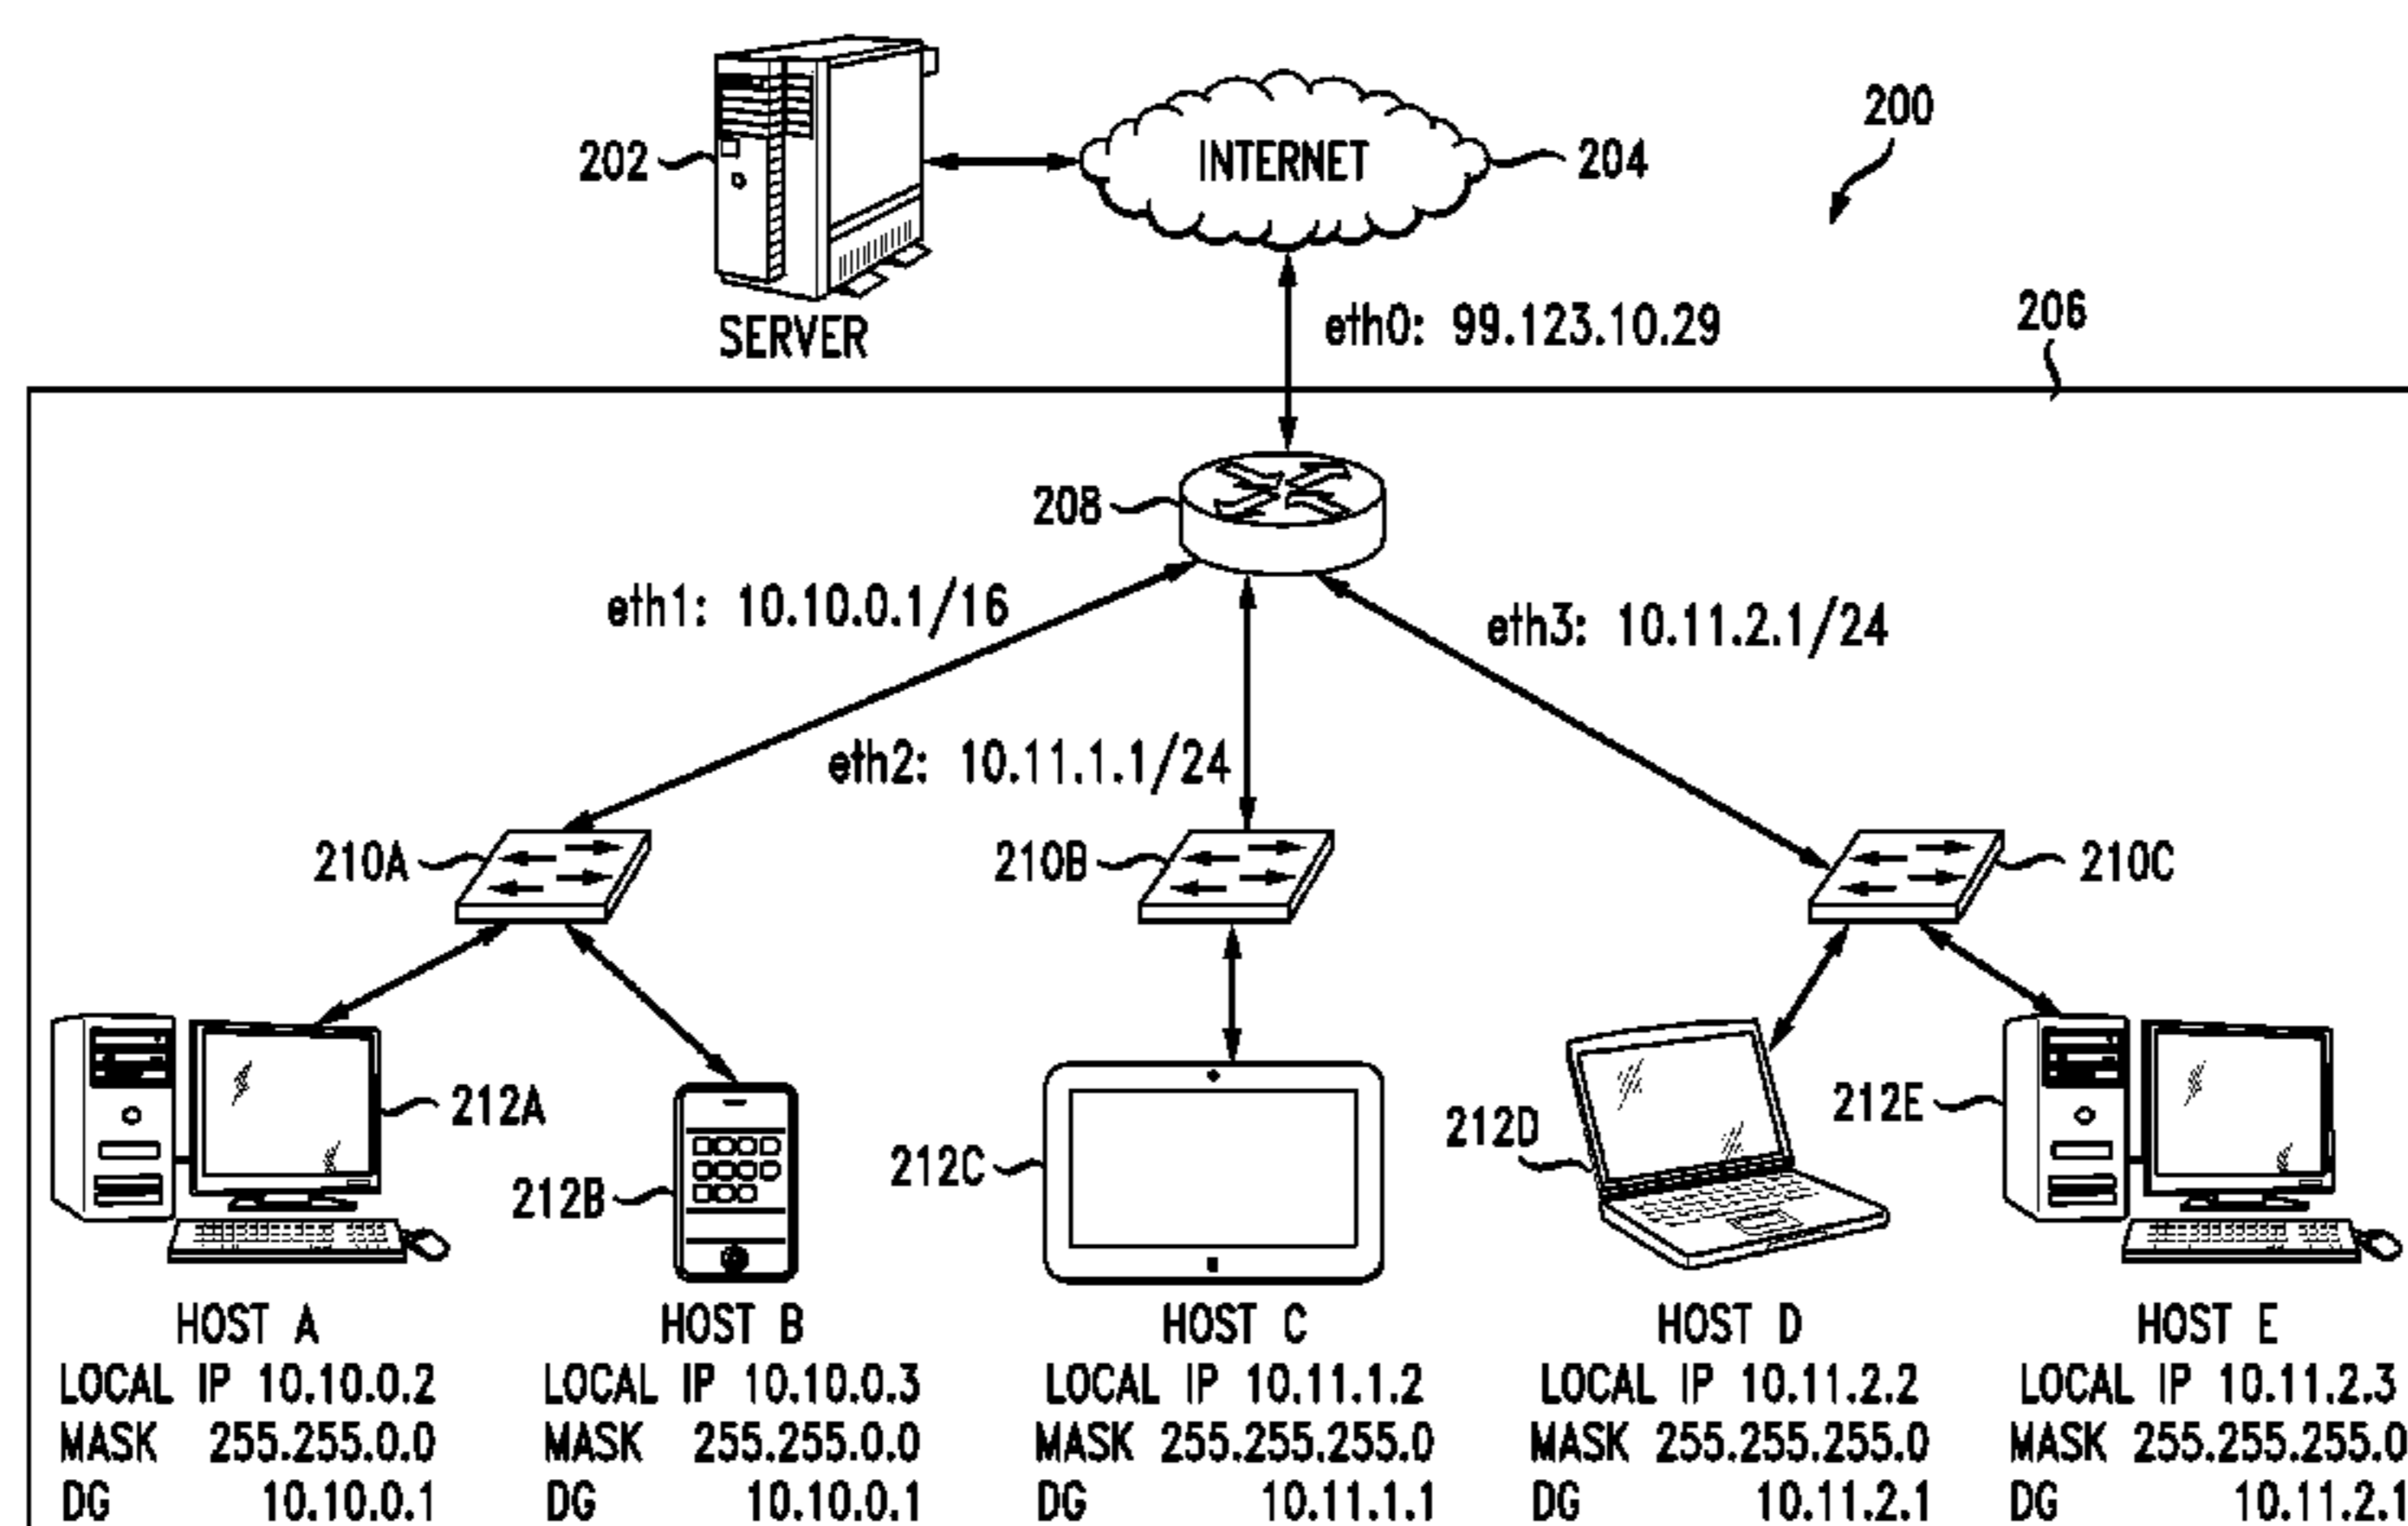 200
202
INTERNET
204
SERVER
eth0: 99.123.10.29
206
208
eth1: 10.10.0.1/16
eth3: 10.11.2.1/24
eth2: 10.11.1.1/24
210A
210B
210C
212A
212B
212C
212D
212E
HOST A
LOCAL IP 10.10.0.2
MASK 255.255.0.0
DG 10.10.0.1
HOST B
LOCAL IP 10.10.0.3
MASK 255.255.0.0
DG 10.10.0.1
HOST C
LOCAL IP 10.11.1.2
MASK 255.255.255.0
DG 10.11.1.1
HOST D
LOCAL IP 10.11.2.2
MASK 255.255.255.0
DG 10.11.2.1
HOST E
LOCAL IP 10.11.2.3
MASK 255.255.255.0
DG 10.11.2.1